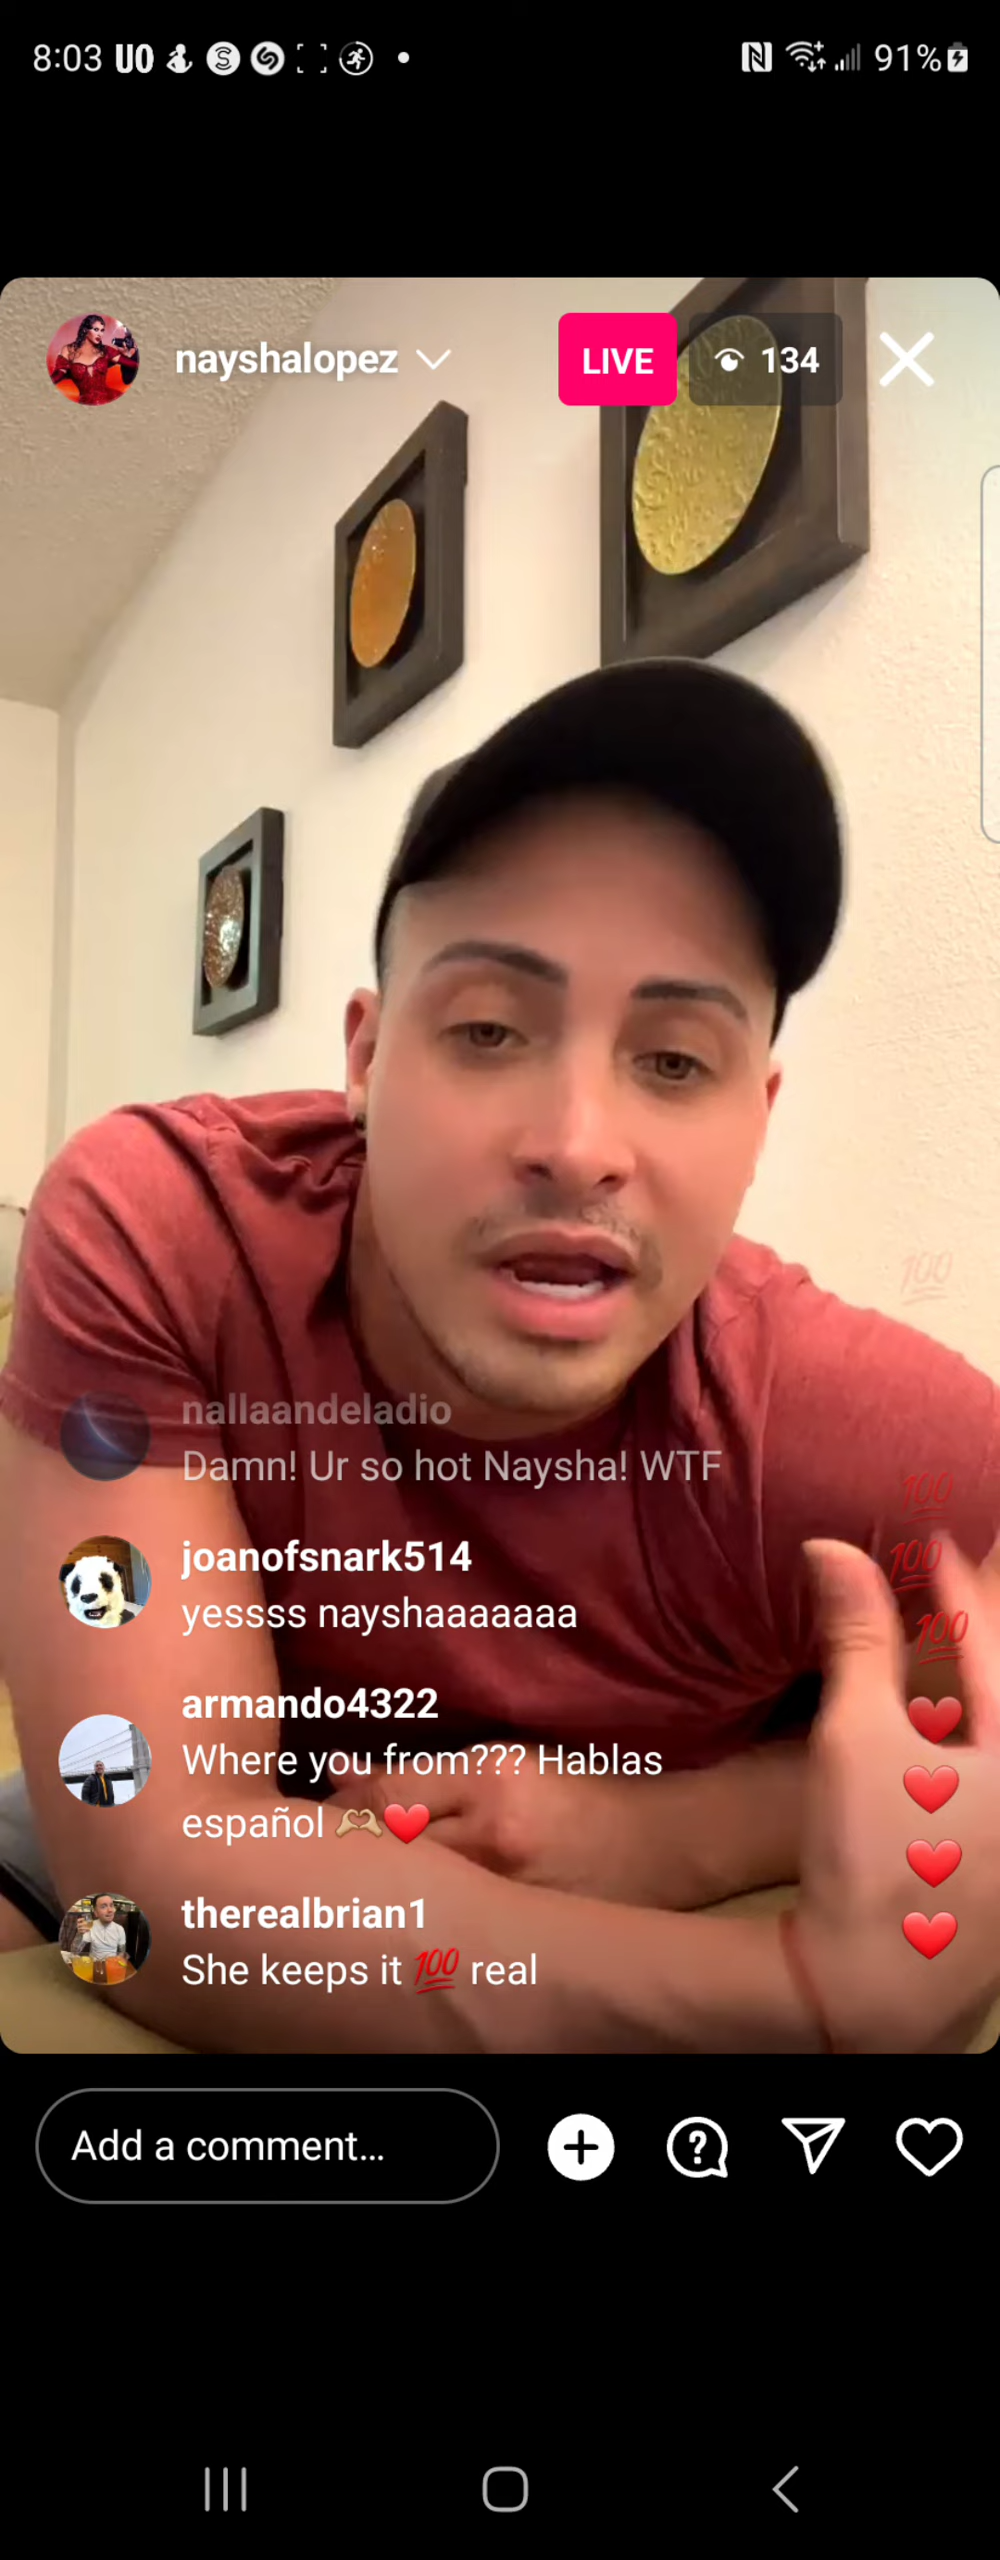 8:03 UO 91%
nayshalopez LIVE 134
nallaandeladio
Damn! Ur so hot Naysha! WTF
joanofsnark514
yessss nayshaaaaaaa
armando4322
Where you from??? Hablas
español 🫶🏼❤️
therealbrian1
She keeps it 💯 real
Add a comment...